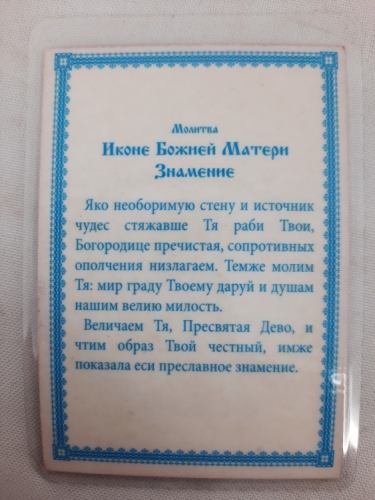 Молитва
Иконе Божией Матери
Знамение
Яко необоримую стену и источник
чудес стяжавше Тя раби Твои,
Богородице пречистая, сопротивных
ополчения низлагаем. Темже молим
Тя: мир граду Твоему даруй и душам
нашим велию милость.
Величаем Тя, Пресвятая Дево, и
чтим образ Твой честный, имже
показала еси преславное знамение.